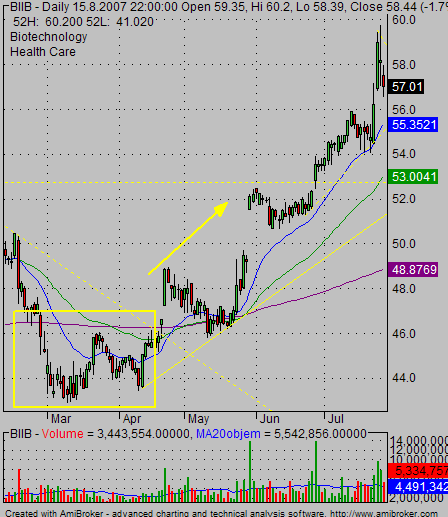 BIIB - Daily 15.8.2007 22:00:00 Open 59.35, Hi 60.2, Lo 58.39, Close 58.44 (-1.7%
52H: 60.200 52L: 41.020
Biotechnology
Health Care
60.0
58.0
57.01
56.0
55.3521
54.0
53.0041
52.0
50.0
48.8769
48.0
46.0
44.0
Mar Apr May Jun Jul
BIIB - Volume = 3,443,554.00000, MA20objem = 5,542,856.00000
14,000,000
12,000,000
10,000,000
5,334,757
4,491,342
2,000,000
Created with AmiBroker - advanced charting and technical analysis software. http://www.amibroker.com